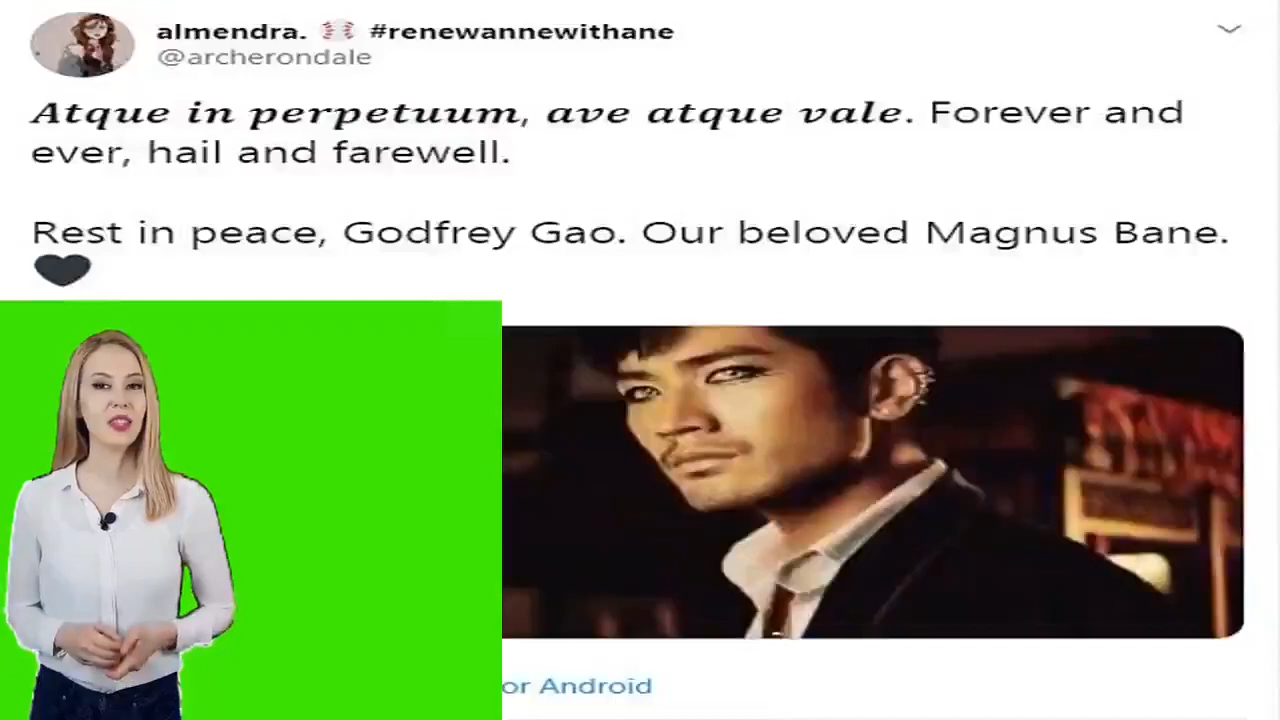 almendra. ⚾⚾ #renewannewithane
@archerondale
Atque in perpetuum, ave atque vale. Forever and
ever, hail and farewell.
Rest in peace, Godfrey Gao. Our beloved Magnus Bane.
🖤
or Android